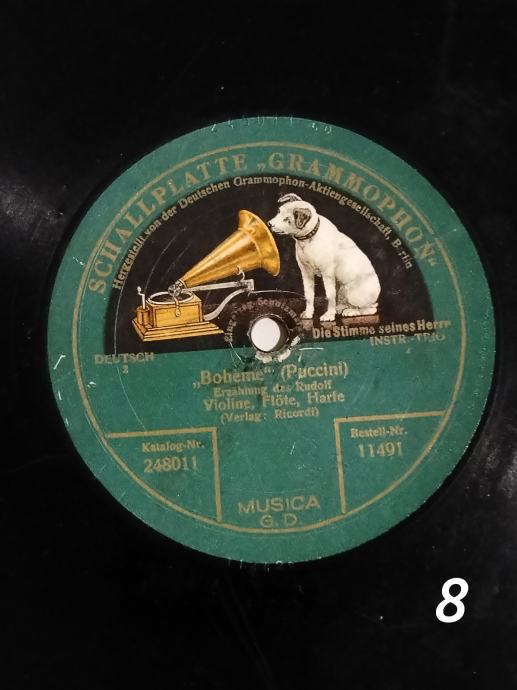 SCHALLPLATTE „GRAMMOPHON“
Hergestellt von der Deutschen Grammophon-Aktiengesellschaft, Berlin
Die Stimme seines Herrn
DEUTSCH
2
INSTR.-TRIO
„Bohème“ (Puccini)
Erzählung des Rudolf
Violine, Flöte, Harfe
(Verlag: Ricordi)
Katalog-Nr.
248011
Bestell-Nr.
11491
MUSICA
G. D.
8